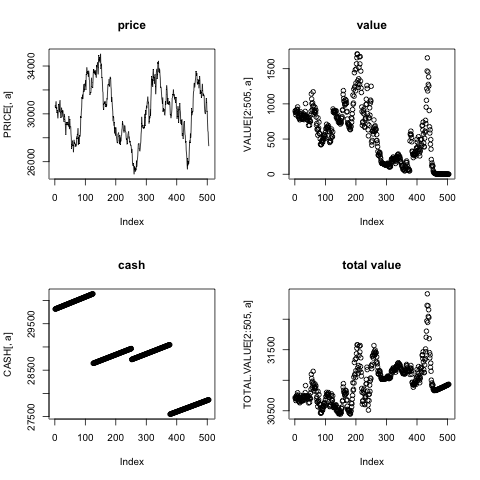 price
PRICE[, a]
26000 30000 34000
0 100 200 300 400 500
Index
value
VALUE[2:505, a]
0 500 1000 1500
0 100 200 300 400 500
Index
cash
CASH[, a]
27500 28500 29500
0 100 200 300 400 500
Index
total value
TOTAL.VALUE[2:505, a]
30500 31500
0 100 200 300 400 500
Index